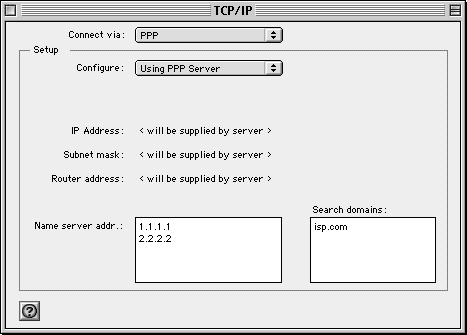 TCP/IP
Connect via: PPP
Setup
Configure: Using PPP Server
IP Address: < will be supplied by server >
Subnet mask: < will be supplied by server >
Router address: < will be supplied by server >
Search domains:
Name server addr.: 1.1.1.1 isp.com
2.2.2.2
?